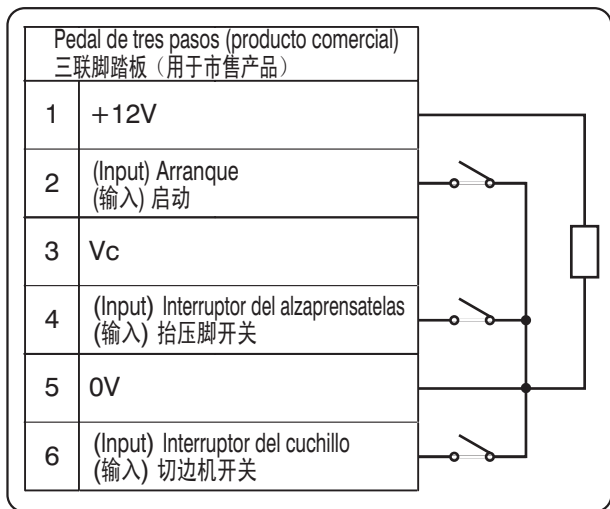 Pedal de tres pasos (producto comercial)
三联脚踏板（用于市售产品）
1 +12V
2 (Input) Arranque
(输入) 启动
3 Vc
4 (Input) Interruptor del alzaprensatelas
(输入) 抬压脚开关
5 0V
6 (Input) Interruptor del cuchillo
(输入) 切边机开关